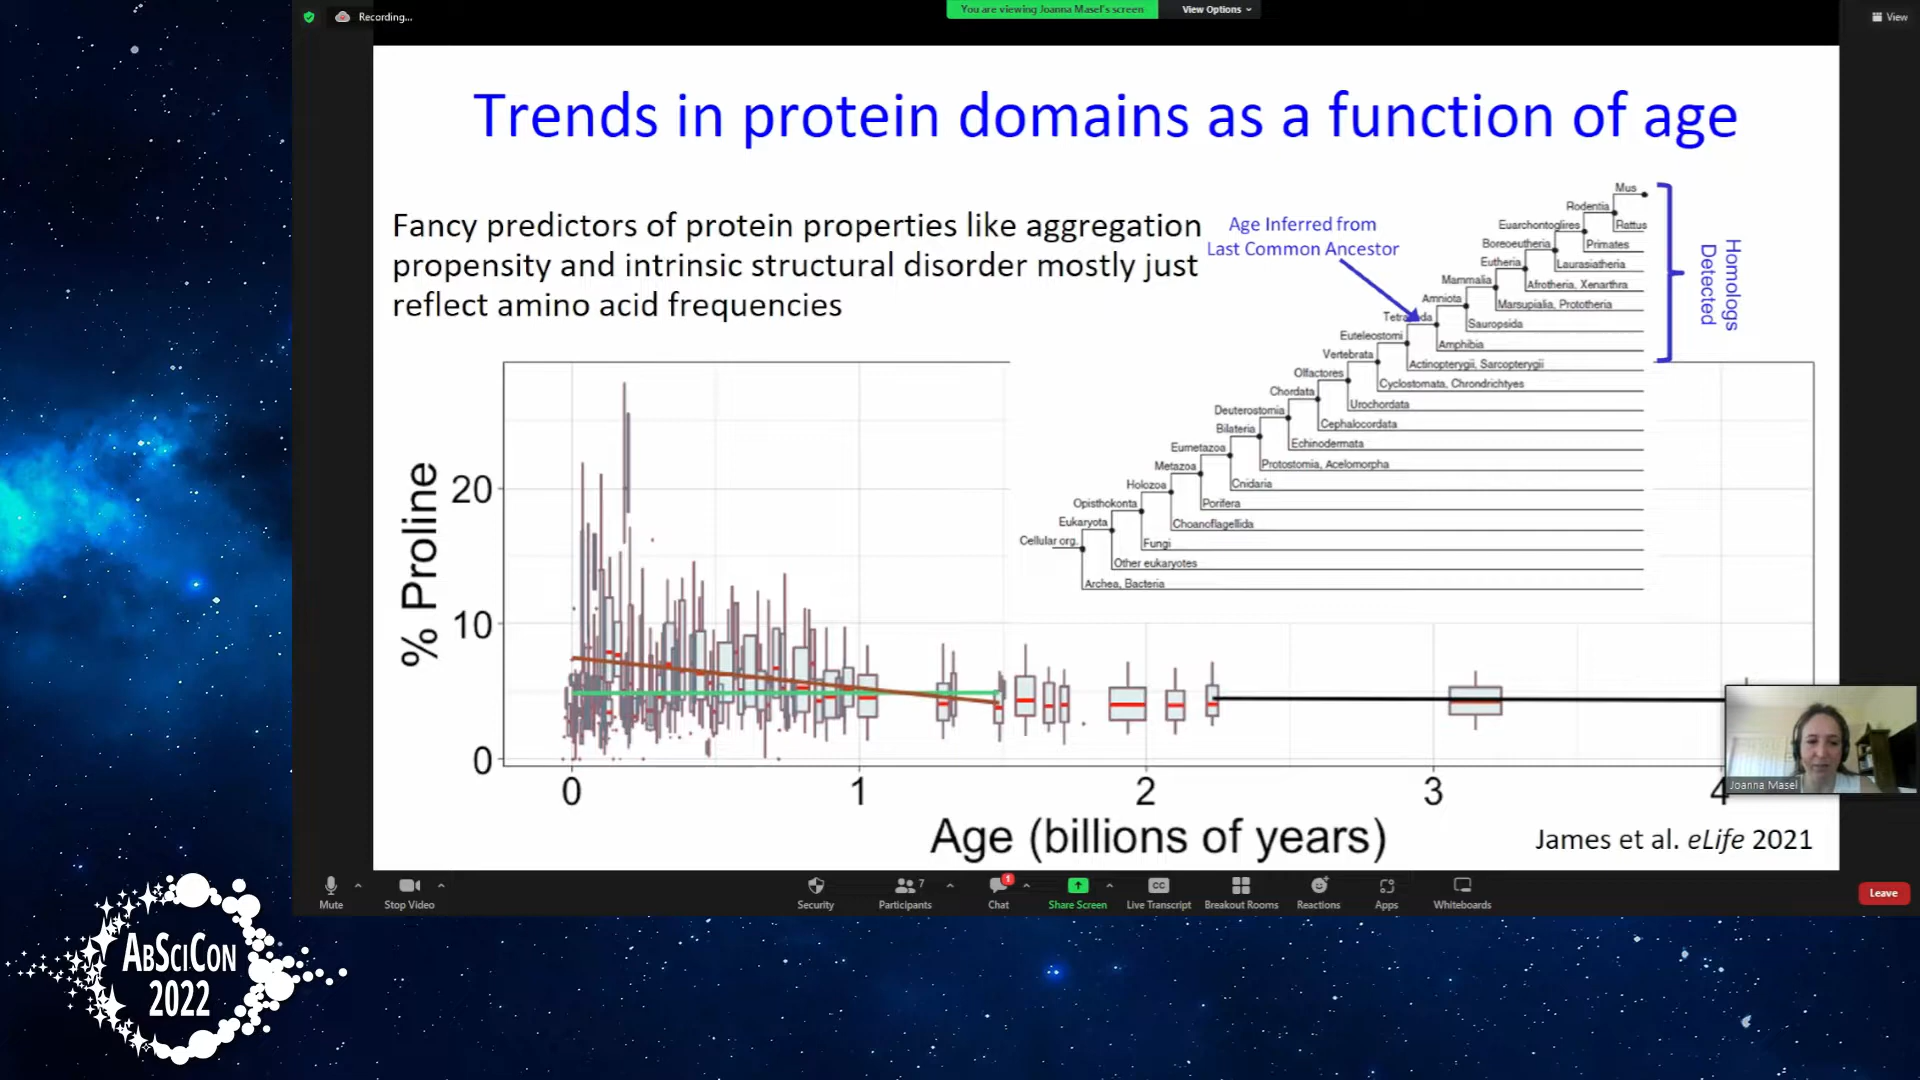 Recording...
You are viewing Joanna Masel's screen
View Options
View
Trends in protein domains as a function of age
Fancy predictors of protein properties like aggregation
propensity and intrinsic structural disorder mostly just
reflect amino acid frequencies
Age Inferred from
Last Common Ancestor
Homologs
Detected
Mus
Rodentia
Rattus
Euarchontoglires
Primates
Boreoeutheria
Laurasiatheria
Eutheria
Afrotheria, Xenarthra
Mammalia
Marsupialia, Prototheria
Amniota
Sauropsida
Amphibia
Euteleostomi
Actinopterygii, Sarcopterygii
Vertebrata
Cyclostomata, Chrondrichtyes
Olfactores
Urochordata
Chordata
Cephalocordata
Deuterostomia
Echinodermata
Bilateria
Protostomia, Acelomorpha
Eumetazoa
Cnidaria
Metazoa
Porifera
Holozoa
Choanoflagellida
Opisthokonta
Fungi
Eukaryota
Other eukaryotes
Cellular org.
Archea, Bacteria
% Proline
20
10
0
0 1 2 3 4
Age (billions of years)
James et al. eLife 2021
Joanna Masel
Mute
Stop Video
Security
7
Participants
1
Chat
Share Screen
CC
Live Transcript
Breakout Rooms
Reactions
Apps
Whiteboards
Leave
ABSCICON
2022